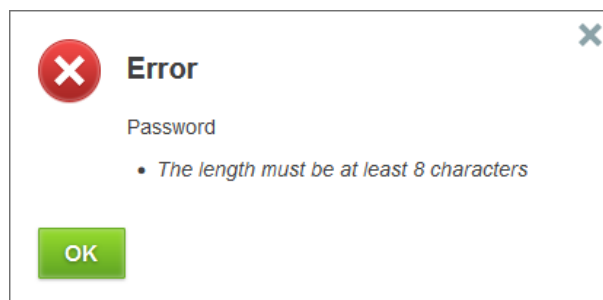 Error
Password
• The length must be at least 8 characters
OK